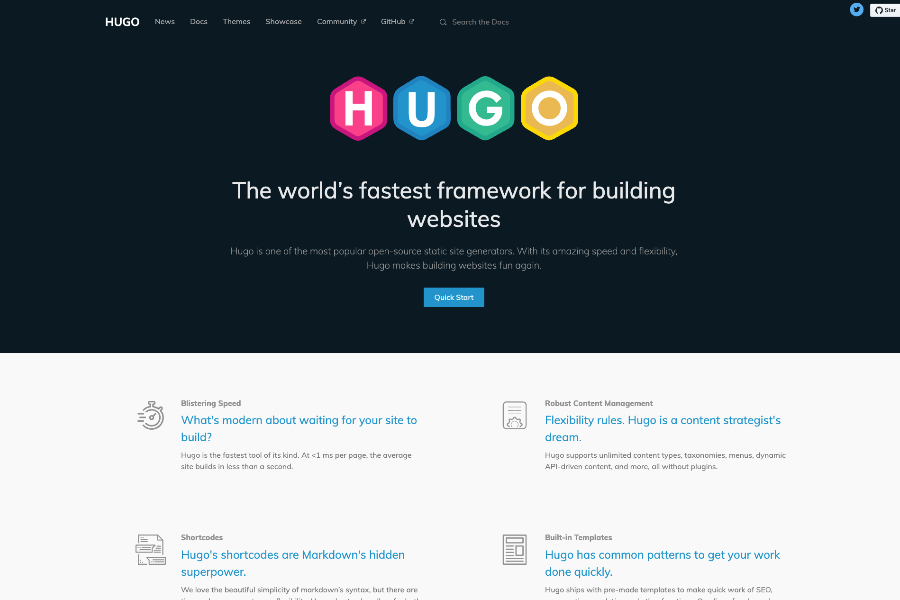 HUGO News Docs Themes Showcase Community GitHub Search the Docs
Star
HUGO
The world's fastest framework for building
websites
Hugo is one of the most popular open-source static site generators. With its amazing speed and flexibility,
Hugo makes building websites fun again.
Quick Start
Blistering Speed
What's modern about waiting for your site to
build?
Hugo is the fastest tool of its kind. At <1 ms per page, the average
site builds in less than a second.
Robust Content Management
Flexibility rules. Hugo is a content strategist's
dream.
Hugo supports unlimited content types, taxonomies, menus, dynamic
API-driven content, and more, all without plugins.
Shortcodes
Hugo's shortcodes are Markdown's hidden
superpower.
We love the beautiful simplicity of markdown's syntax, but there are
Built-in Templates
Hugo has common patterns to get your work
done quickly.
Hugo ships with pre-made templates to make quick work of SEO,